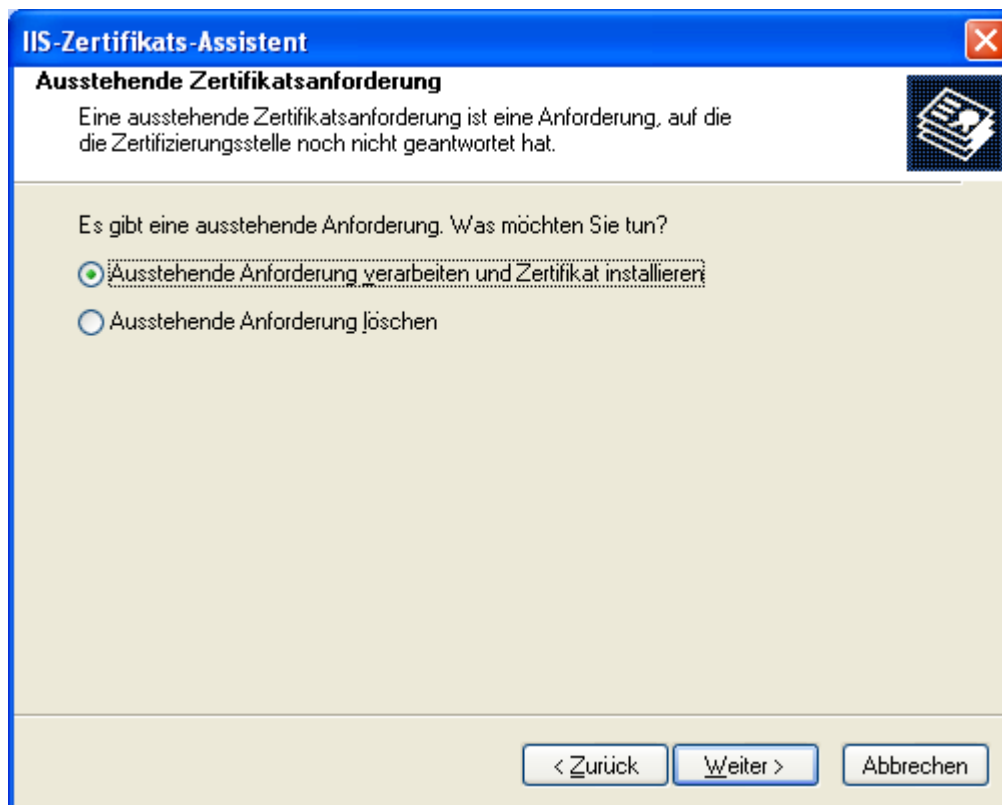 IIS-Zertifikats-Assistent
Ausstehende Zertifikatsanforderung
Eine ausstehende Zertifikatsanforderung ist eine Anforderung, auf die
die Zertifizierungsstelle noch nicht geantwortet hat.
Es gibt eine ausstehende Anforderung. Was möchten Sie tun?
Ausstehende Anforderung verarbeiten und Zertifikat installieren
Ausstehende Anforderung löschen
< Zurück Weiter > Abbrechen